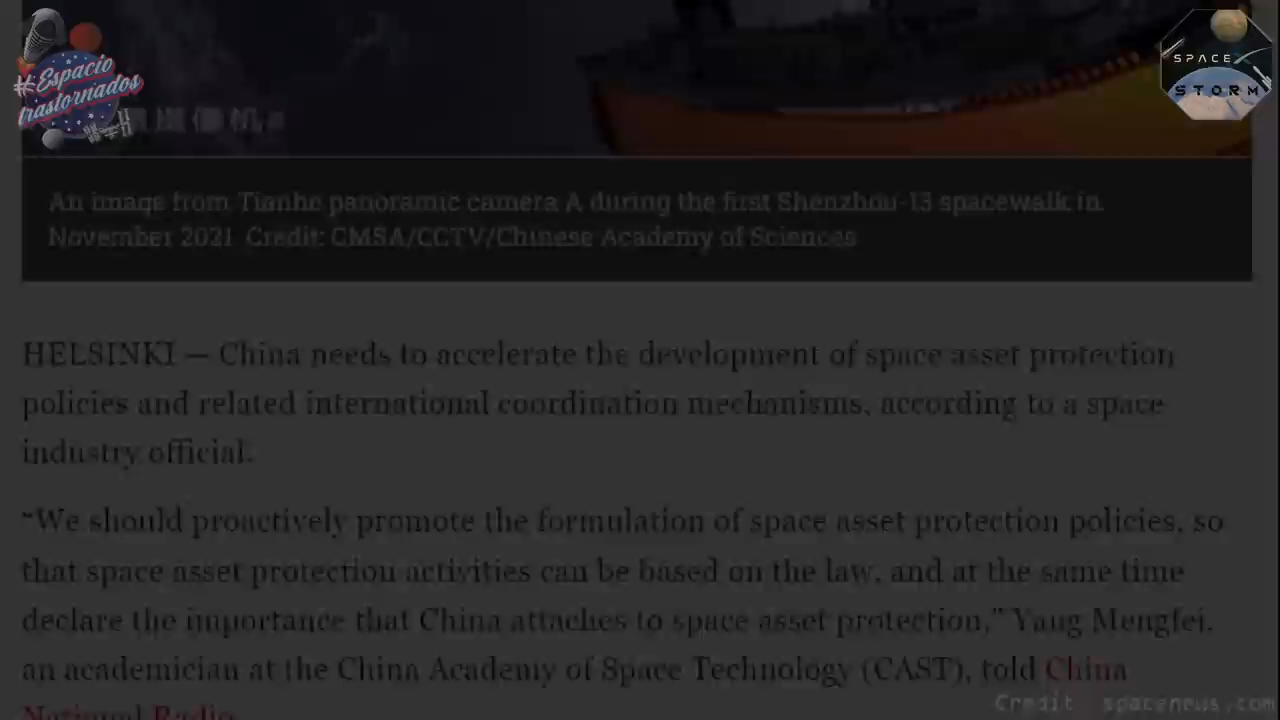 #Espacio
trastornados
SPACE X
STORM
An image from Tianhe panoramic camera A during the first Shenzhou-13 spacewalk in
November 2021. Credit: CMSA/CCTV/Chinese Academy of Sciences
HELSINKI — China needs to accelerate the development of space asset protection
policies and related international coordination mechanisms, according to a space
industry official.
“We should proactively promote the formulation of space asset protection policies, so
that space asset protection activities can be based on the law, and at the same time
declare the importance that China attaches to space asset protection,” Yang Mengfei,
an academician at the China Academy of Space Technology (CAST), told China
National Radio.
Credit: spacenews.com